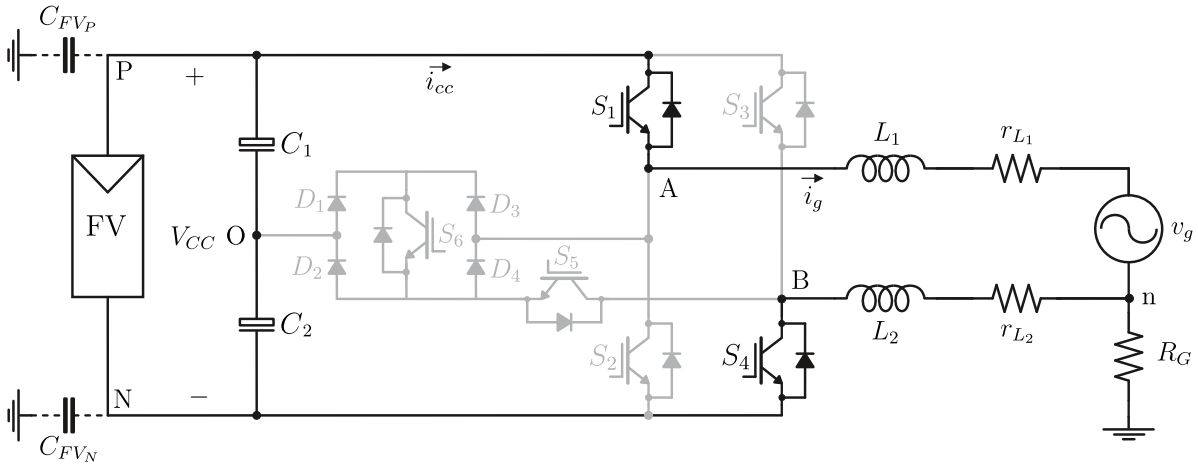 C_{FV_P}
P
+
i_{cc}
S_1
S_3
C_1
L_1
r_{L_1}
A
i_g
FV
D_1
D_3
S_6
V_{CC} O
v_g
D_2
D_4
S_5
B
n
C_2
L_2
r_{L_2}
S_2
S_4
R_G
N
−
C_{FV_N}